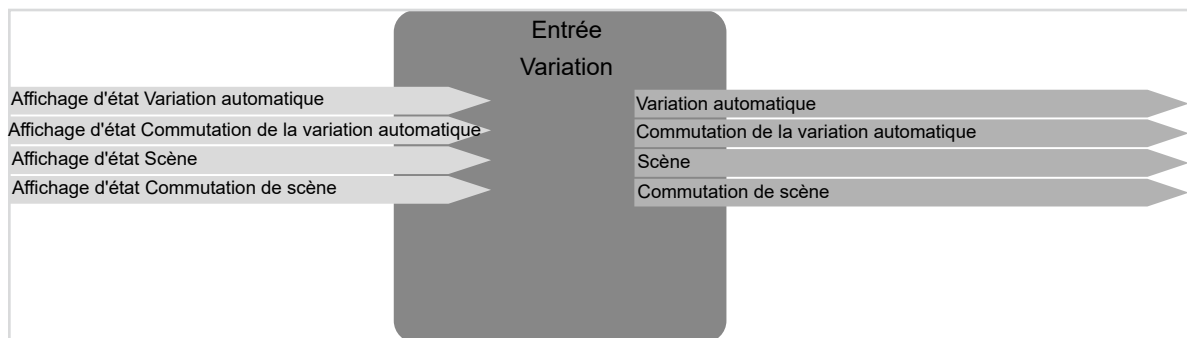 Entrée
Variation
Affichage d'état Variation automatique
Affichage d'état Commutation de la variation automatique
Affichage d'état Scène
Affichage d'état Commutation de scène
Variation automatique
Commutation de la variation automatique
Scène
Commutation de scène